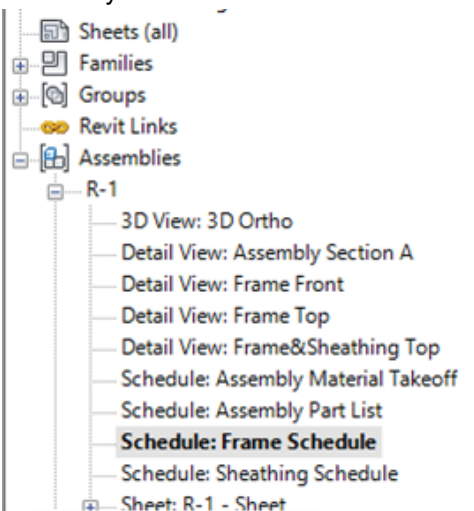 Sheets (all)
Families
Groups
Revit Links
Assemblies
R-1
3D View: 3D Ortho
Detail View: Assembly Section A
Detail View: Frame Front
Detail View: Frame Top
Detail View: Frame&Sheathing Top
Schedule: Assembly Material Takeoff
Schedule: Assembly Part List
Schedule: Frame Schedule
Schedule: Sheathing Schedule
Sheet: R-1 - Sheet